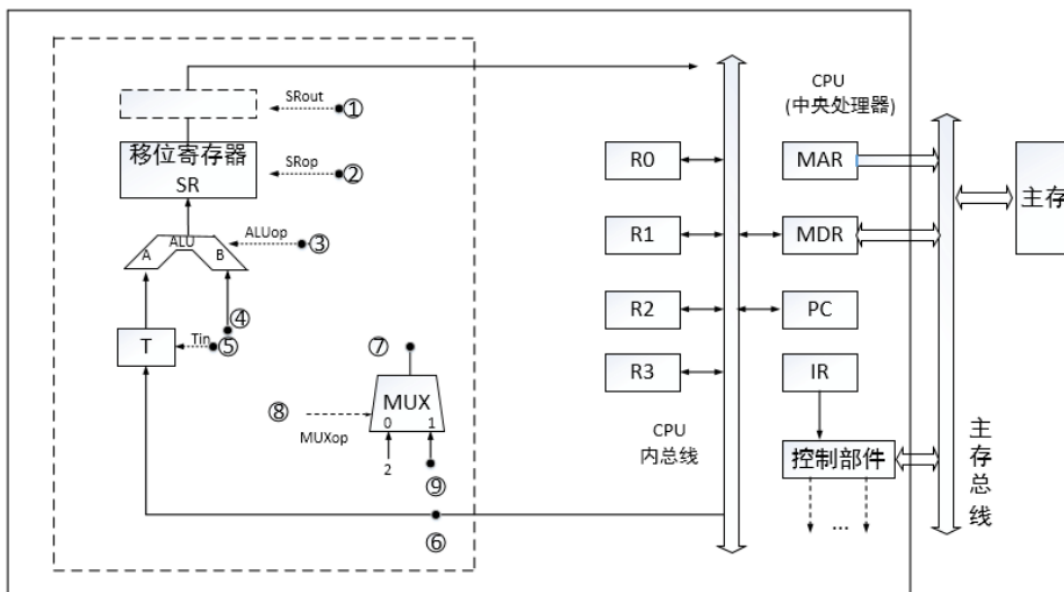 SRout
①
移位寄存器
SR
SRop
②
ALU
A
B
ALUop
③
④
T
Tin
⑤
⑦
⑧
MUX
0
1
MUXop
2
⑨
⑥
R0
R1
R2
R3
CPU
内总线
CPU
(中央处理器)
MAR
MDR
PC
IR
控制部件
...
主存总线
主存